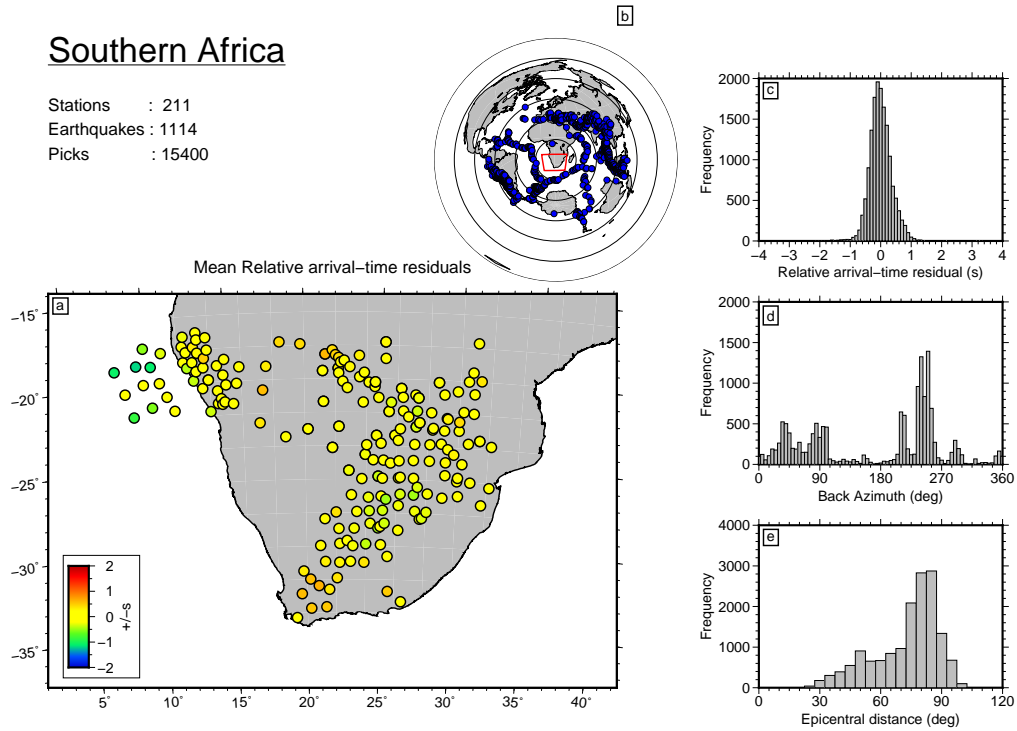 Southern Africa
Stations : 211
Earthquakes : 1114
Picks : 15400
b
Mean Relative arrival−time residuals
a
−15˚
−20˚
−25˚
−30˚
−35˚
5˚ 10˚ 15˚ 20˚ 25˚ 30˚ 35˚ 40˚
2
1
0
−1
−2
+/−s
c
Frequency
2000
1500
1000
500
0
−4 −3 −2 −1 0 1 2 3 4
Relative arrival−time residual (s)
d
Frequency
2000
1500
1000
500
0
0 90 180 270 360
Back Azimuth (deg)
e
Frequency
4000
3000
2000
1000
0
0 30 60 90 120
Epicentral distance (deg)